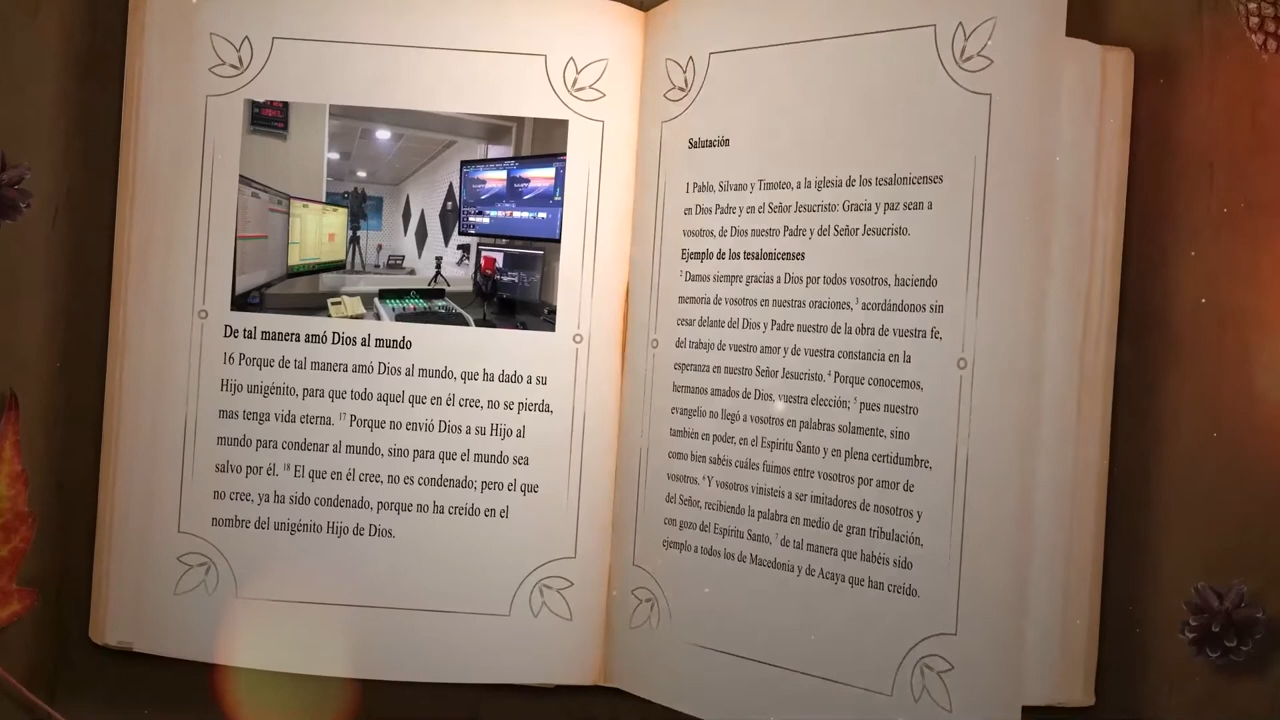 De tal manera amó Dios al mundo
16 Porque de tal manera amó Dios al mundo, que ha dado a su
Hijo unigénito, para que todo aquel que en él cree, no se pierda,
mas tenga vida eterna. 17 Porque no envió Dios a su Hijo al
mundo para condenar al mundo, sino para que el mundo sea
salvo por él. 18 El que en él cree, no es condenado; pero el que
no cree, ya ha sido condenado, porque no ha creído en el
nombre del unigénito Hijo de Dios.
Salutación
1 Pablo, Silvano y Timoteo, a la iglesia de los tesalonicenses
en Dios Padre y en el Señor Jesucristo: Gracia y paz sean a
vosotros, de Dios nuestro Padre y del Señor Jesucristo.
Ejemplo de los tesalonicenses
2 Damos siempre gracias a Dios por todos vosotros, haciendo
memoria de vosotros en nuestras oraciones, 3 acordándonos sin
cesar delante del Dios y Padre nuestro de la obra de vuestra fe,
del trabajo de vuestro amor y de vuestra constancia en la
esperanza en nuestro Señor Jesucristo. 4 Porque conocemos,
hermanos amados de Dios, vuestra elección; 5 pues nuestro
evangelio no llegó a vosotros en palabras solamente, sino
también en poder, en el Espíritu Santo y en plena certidumbre,
como bien sabéis cuáles fuimos entre vosotros por amor de
vosotros. 6 Y vosotros vinisteis a ser imitadores de nosotros y
del Señor, recibiendo la palabra en medio de gran tribulación,
con gozo del Espíritu Santo, 7 de tal manera que habéis sido
ejemplo a todos los de Macedonia y de Acaya que han creído.